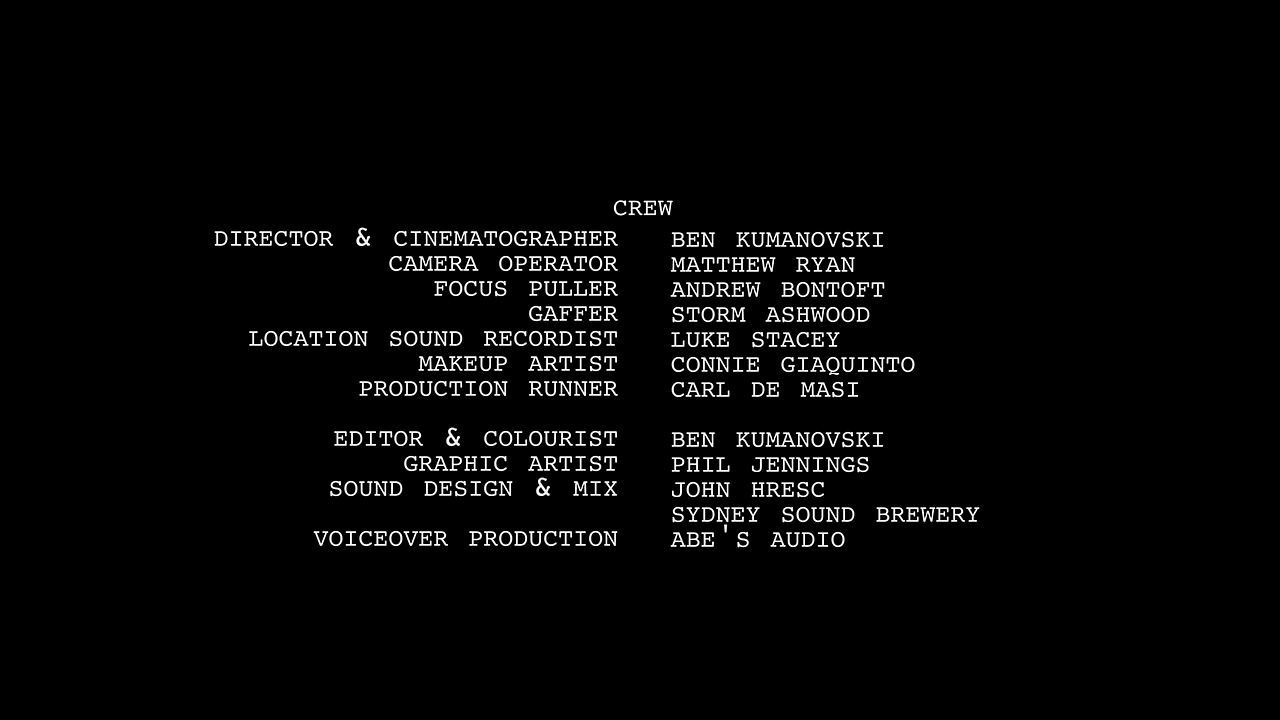 CREW
DIRECTOR & CINEMATOGRAPHER BEN KUMANOVSKI
CAMERA OPERATOR MATTHEW RYAN
FOCUS PULLER ANDREW BONTOFT
GAFFER STORM ASHWOOD
LOCATION SOUND RECORDIST LUKE STACEY
MAKEUP ARTIST CONNIE GIAQUINTO
PRODUCTION RUNNER CARL DE MASI
EDITOR & COLOURIST BEN KUMANOVSKI
GRAPHIC ARTIST PHIL JENNINGS
SOUND DESIGN & MIX JOHN HRESC
SYDNEY SOUND BREWERY
VOICEOVER PRODUCTION ABE'S AUDIO